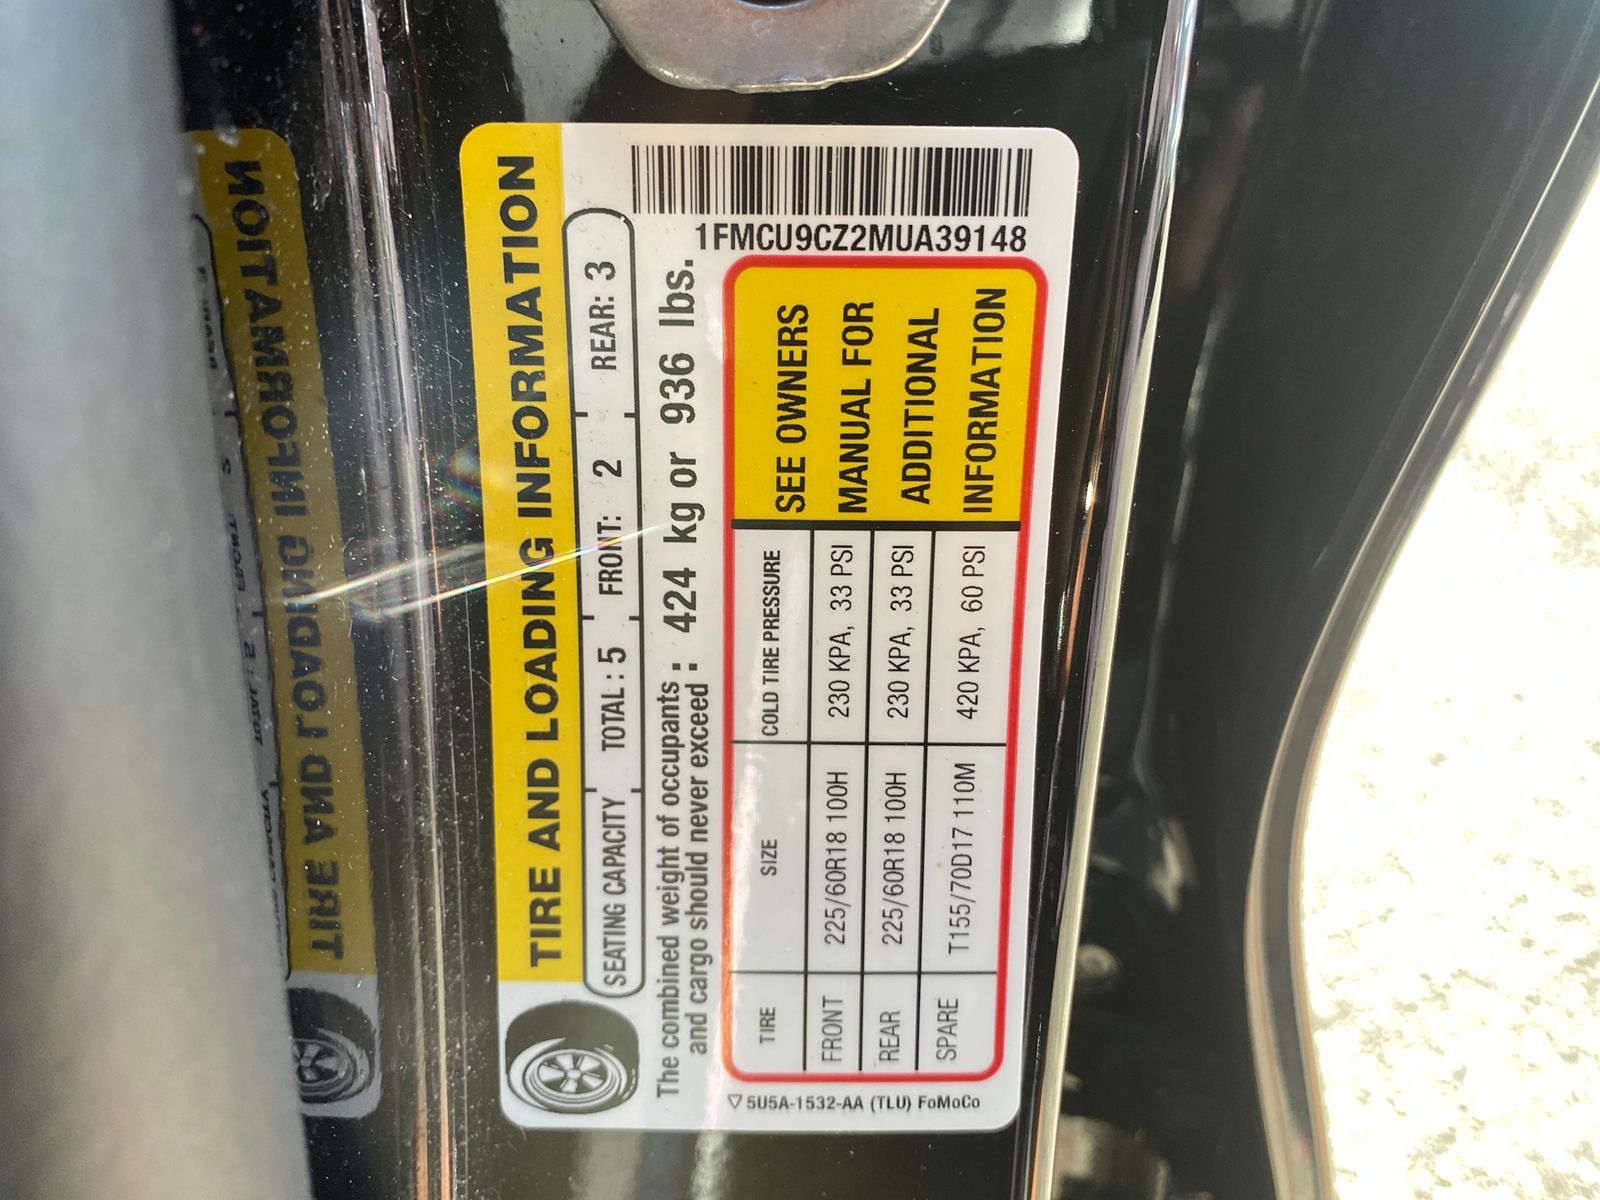 TIRE AND LOADING INFORMATION
SEATING CAPACITY TOTAL : 5 FRONT: 2 REAR: 3
The combined weight of occupants
and cargo should never exceed : 424 kg or 936 lbs.
1FMCU9CZ2MUA39148
TIRE SIZE COLD TIRE PRESSURE
FRONT 225/60R18 100H 230 KPA, 33 PSI
REAR 225/60R18 100H 230 KPA, 33 PSI
SPARE T155/70D17 110M 420 KPA, 60 PSI
SEE OWNERS
MANUAL FOR
ADDITIONAL
INFORMATION
5U5A-1532-AA (TLU) FoMoCo
TIRE AND LOADING INFORMATION